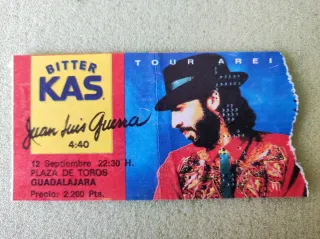 BITTER
KAS
TOUR AREI
Juan Luis Guerra
4:40
12 Septiembre 22:30 H.
PLAZA DE TOROS
GUADALAJARA
Precio: 2.200 Pts.